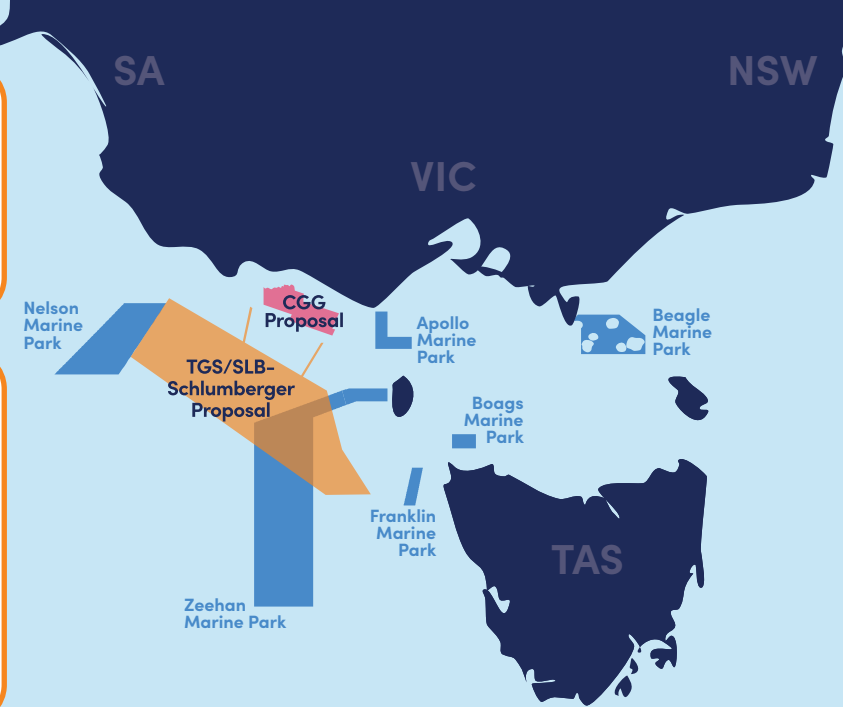 SA
NSW
VIC
Nelson
Marine
Park
CGG
Proposal
Apollo
Marine
Park
Beagle
Marine
Park
TGS/SLB-
Schlumberger
Proposal
Boags
Marine
Park
Franklin
Marine
Park
TAS
Zeehan
Marine Park